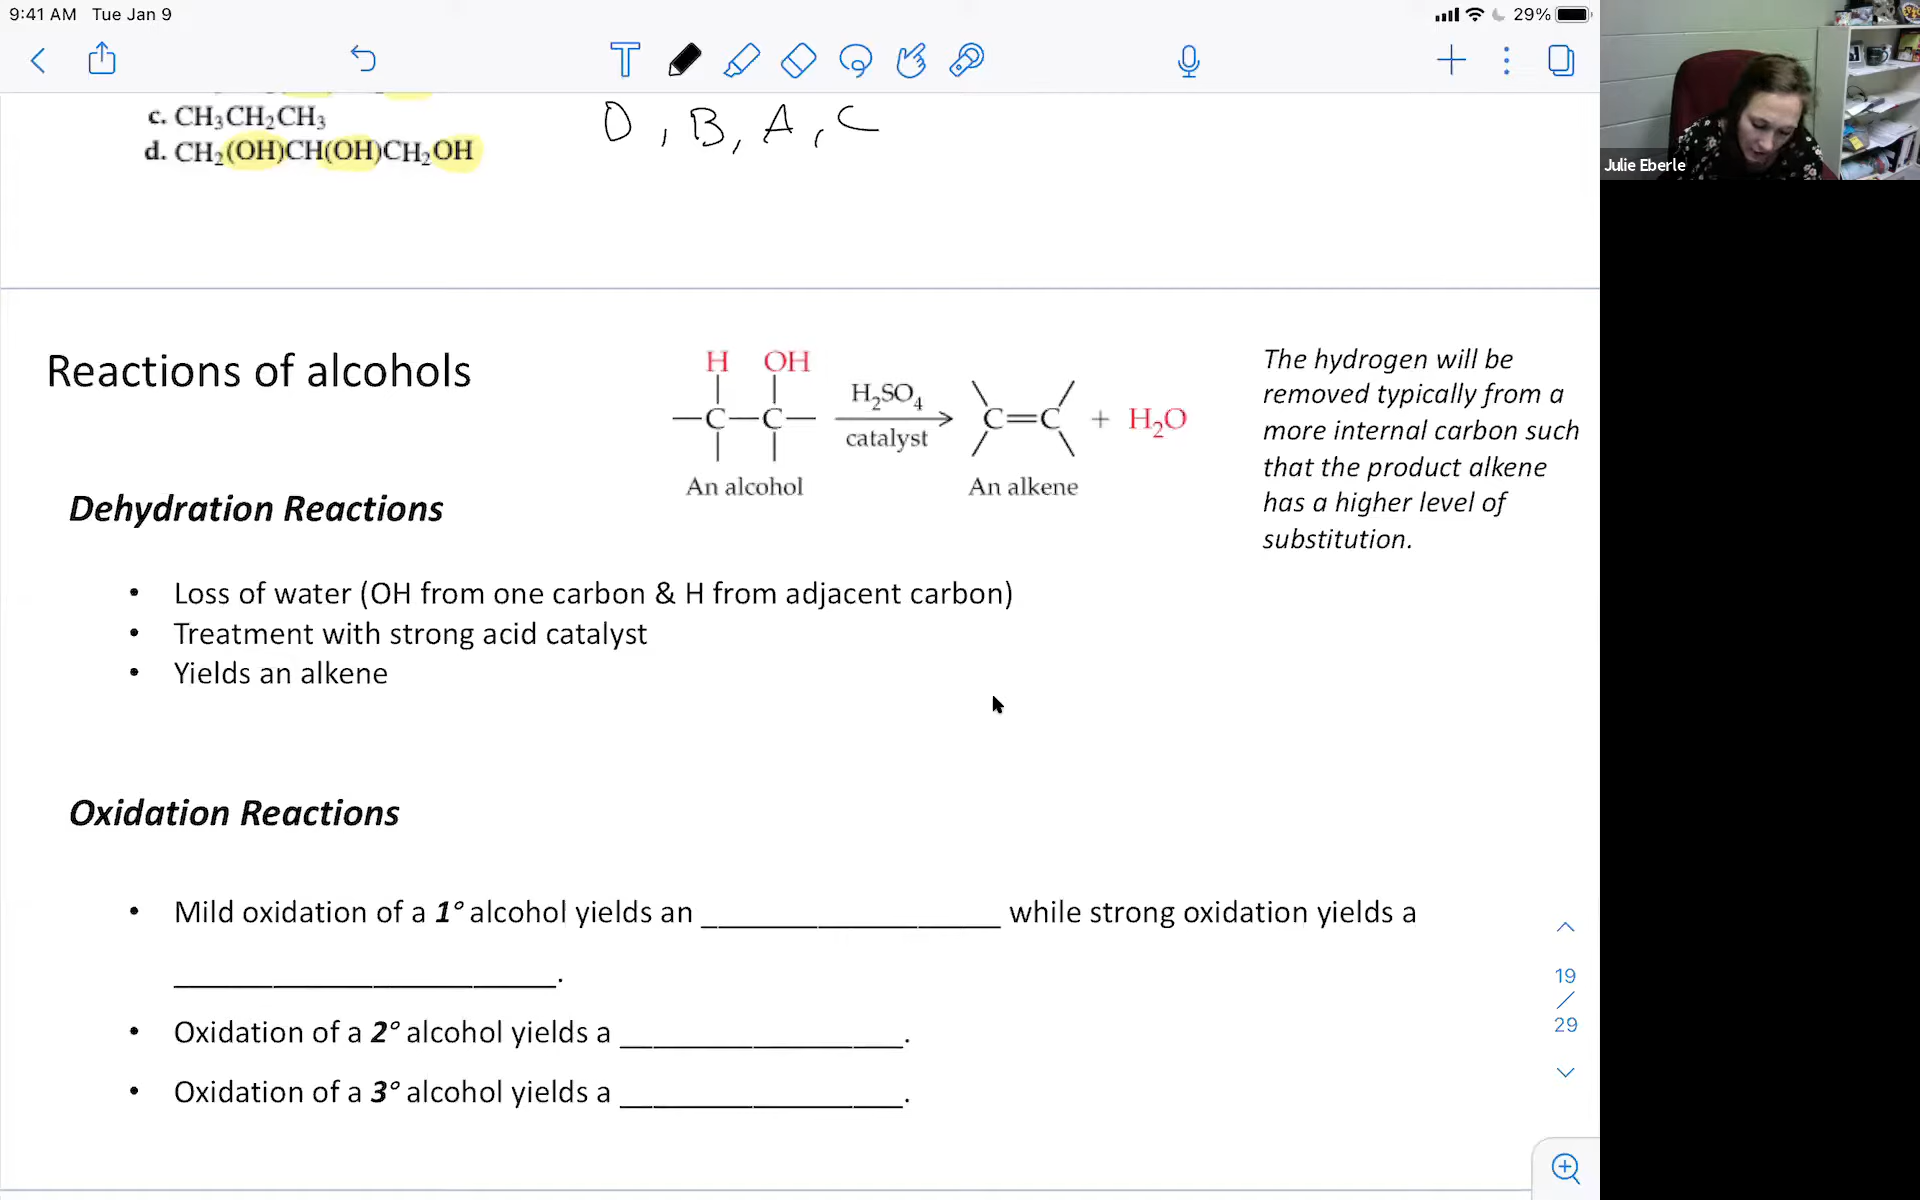 9:41 AM Tue Jan 9
29%
c. CH₃CH₂CH₃
d. CH₂(OH)CH(OH)CH₂OH
D, B, A, C
Julie Eberle
Reactions of alcohols
H OH
C C
H₂SO₄
catalyst
C=C + H₂O
An alcohol
An alkene
The hydrogen will be
removed typically from a
more internal carbon such
that the product alkene
has a higher level of
substitution.
Dehydration Reactions
• Loss of water (OH from one carbon & H from adjacent carbon)
• Treatment with strong acid catalyst
• Yields an alkene
Oxidation Reactions
• Mild oxidation of a 1° alcohol yields an __________________ while strong oxidation yields a
_______________________.
• Oxidation of a 2° alcohol yields a _________________.
• Oxidation of a 3° alcohol yields a _________________.
19
/
29